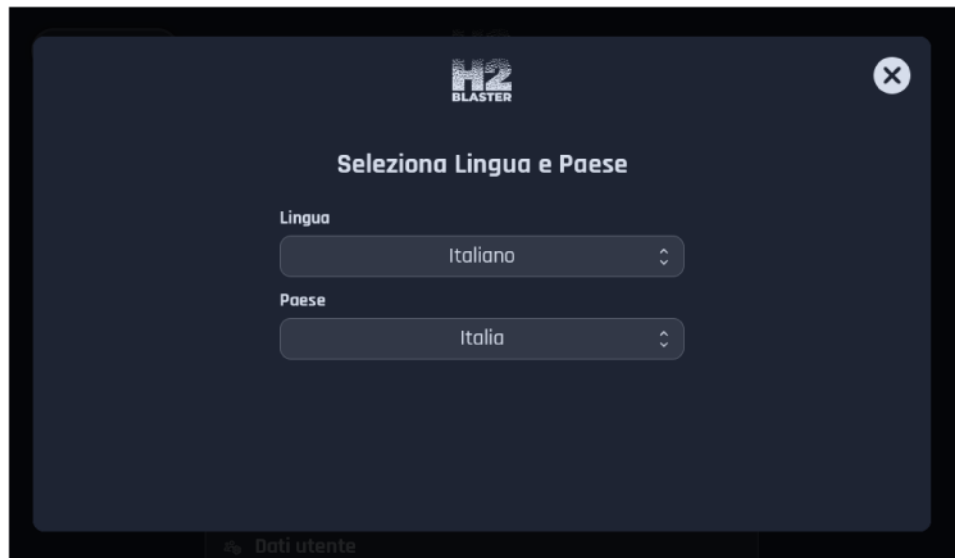 H2
BLASTER
Seleziona Lingua e Paese
Lingua
Italiano
Paese
Italia
Dati utente